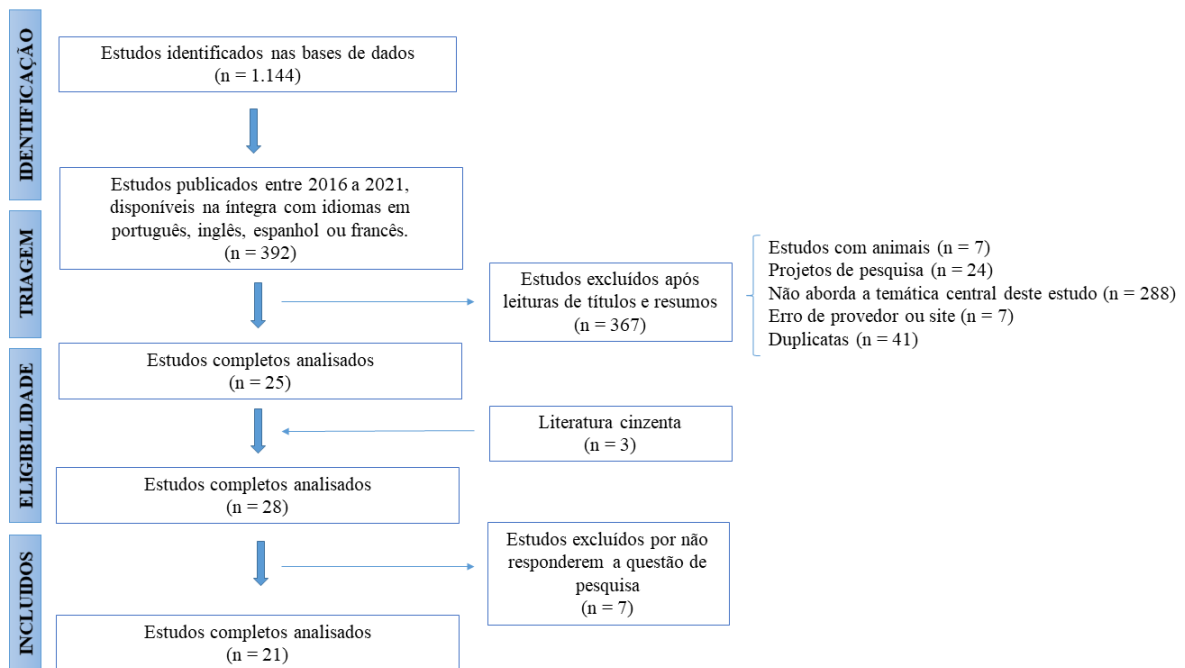 IDENTIFICAÇÃO
Estudos identificados nas bases de dados
(n = 1.144)
Estudos publicados entre 2016 a 2021,
disponíveis na íntegra com idiomas em
português, inglês, espanhol ou francês.
(n = 392)
TRIAGEM
Estudos excluídos após
leituras de títulos e resumos
(n = 367)
Estudos com animais (n = 7)
Projetos de pesquisa (n = 24)
Não aborda a temática central deste estudo (n = 288)
Erro de provedor ou site (n = 7)
Duplicatas (n = 41)
ELIGIBILIDADE
Estudos completos analisados
(n = 25)
Literatura cinzenta
(n = 3)
Estudos completos analisados
(n = 28)
INCLUIDOS
Estudos excluídos por não
responderem a questão de
pesquisa
(n = 7)
Estudos completos analisados
(n = 21)